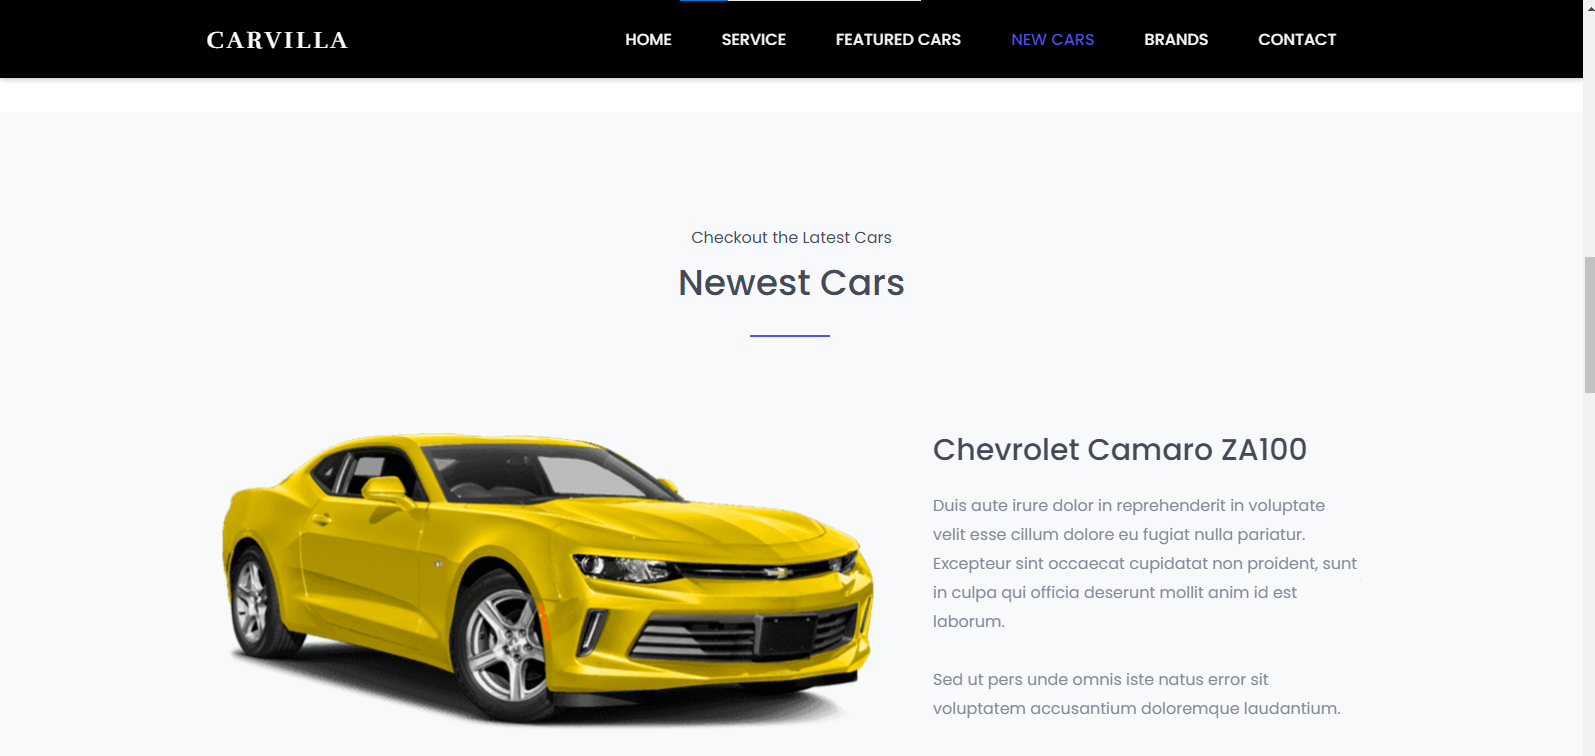 CARVILLA
HOME SERVICE FEATURED CARS NEW CARS BRANDS CONTACT
Checkout the Latest Cars
Newest Cars
Chevrolet Camaro ZA100
Duis aute irure dolor in reprehenderit in voluptate
velit esse cillum dolore eu fugiat nulla pariatur.
Excepteur sint occaecat cupidatat non proident, sunt
in culpa qui officia deserunt mollit anim id est
laborum.
Sed ut pers unde omnis iste natus error sit
voluptatem accusantium doloremque laudantium.